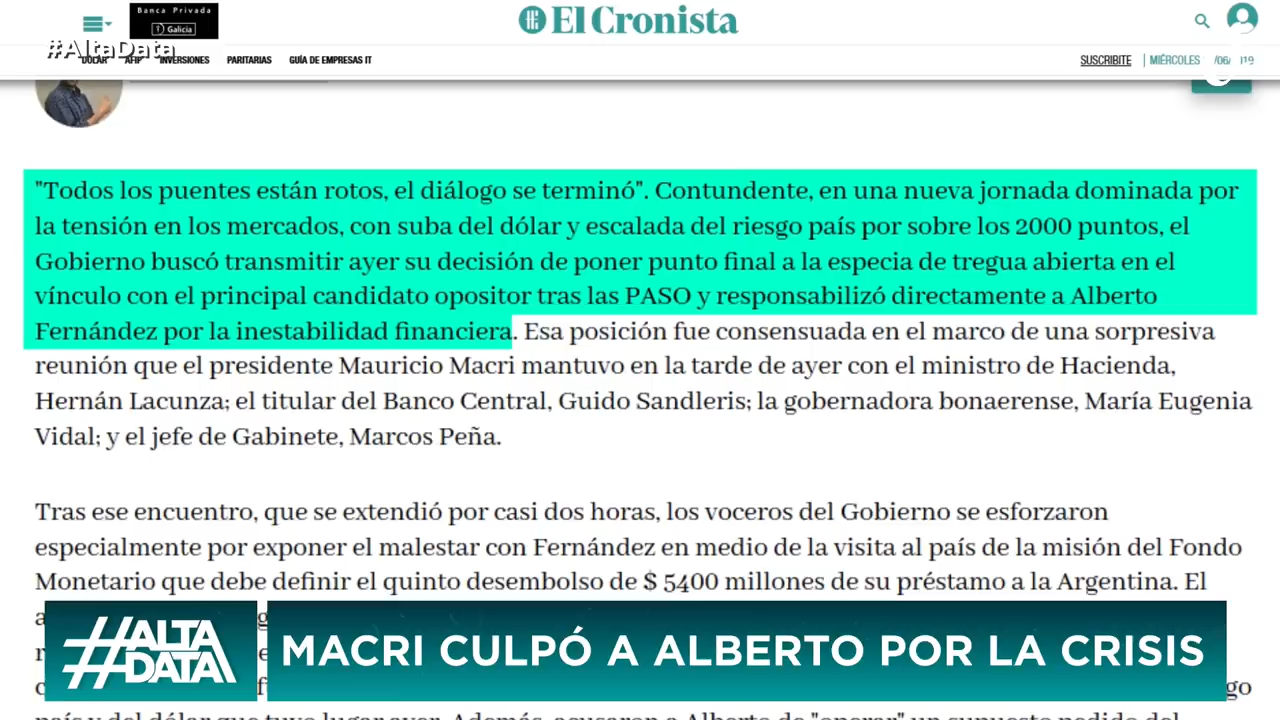 Banca Privada
Galicia
El Cronista
#AltaData
DÓLAR AFIP INVERSIONES PARITARIAS GUÍA DE EMPRESAS IT
SUSCRIBITE MIÉRCOLES
"Todos los puentes están rotos, el diálogo se terminó". Contundente, en una nueva jornada dominada por
la tensión en los mercados, con suba del dólar y escalada del riesgo país por sobre los 2000 puntos, el
Gobierno buscó transmitir ayer su decisión de poner punto final a la especia de tregua abierta en el
vínculo con el principal candidato opositor tras las PASO y responsabilizó directamente a Alberto
Fernández por la inestabilidad financiera. Esa posición fue consensuada en el marco de una sorpresiva
reunión que el presidente Mauricio Macri mantuvo en la tarde de ayer con el ministro de Hacienda,
Hernán Lacunza; el titular del Banco Central, Guido Sandleris; la gobernadora bonaerense, María Eugenia
Vidal; y el jefe de Gabinete, Marcos Peña.
Tras ese encuentro, que se extendió por casi dos horas, los voceros del Gobierno se esforzaron
especialmente por exponer el malestar con Fernández en medio de la visita al país de la misión del Fondo
Monetario que debe definir el quinto desembolso de $ 5400 millones de su préstamo a la Argentina. El
#ALTA
DATA
MACRI CULPÓ A ALBERTO POR LA CRISIS
país y del dólar que tuvo lugar ayer. Además, acusaron a Alberto de "operar" un supuesto pedido del